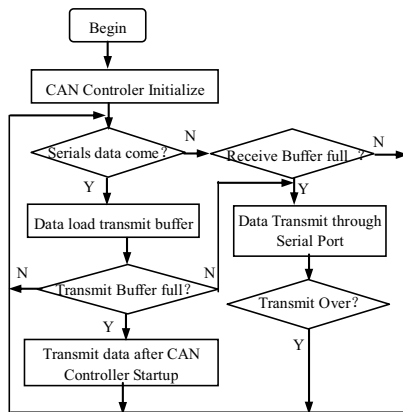 Begin
CAN Controler Initialize
Serials data come?
N
Receive Buffer full ?
N
Y
Y
Data load transmit buffer
Data Transmit through
Serial Port
N
Transmit Buffer full?
N
Transmit Over?
Y
Y
Transmit data after CAN
Controller Startup